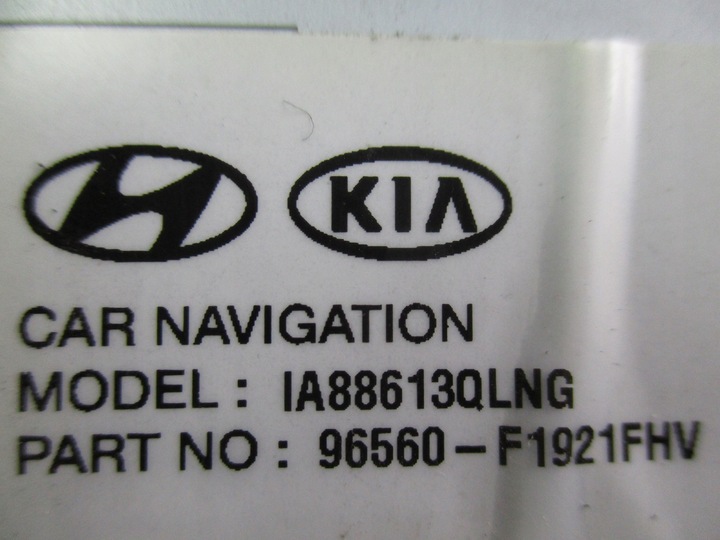 KIA
CAR NAVIGATION
MODEL : IA88613QLNG
PART NO : 96560-F1921FHV